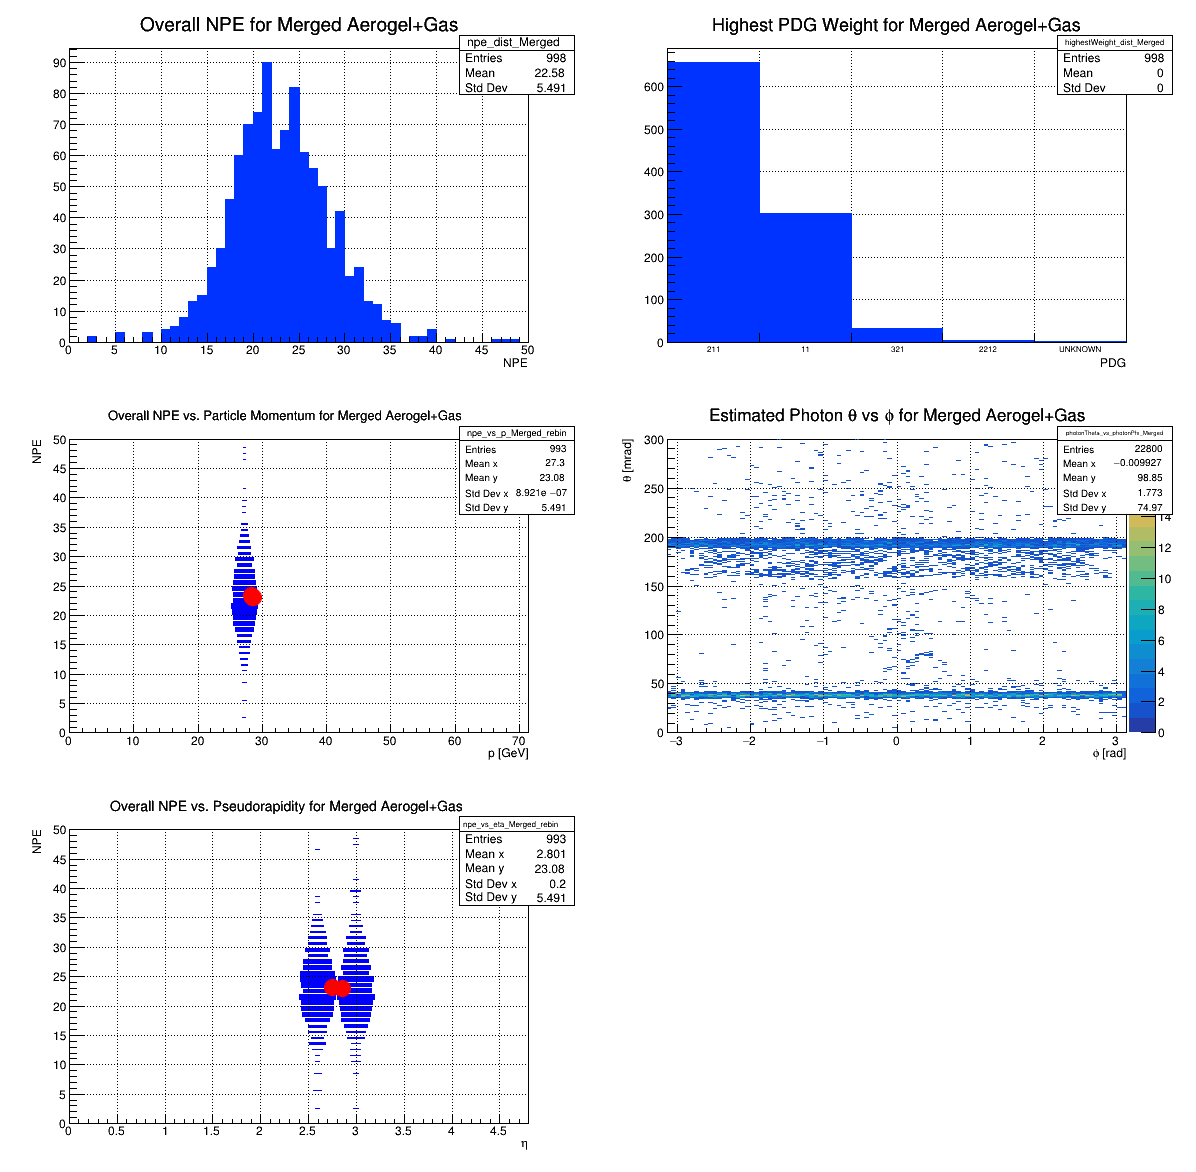 Overall NPE for Merged Aerogel+Gas
npe_dist_Merged
Entries 998
Mean 22.58
Std Dev 5.491
90
80
70
60
50
40
30
20
10
0
0 5 10 15 20 25 30 35 40 45 50
NPE
Highest PDG Weight for Merged Aerogel+Gas
highestWeight_dist_Merged
Entries 998
Mean 0
Std Dev 0
600
500
400
300
200
100
0
211 11 321 2212 UNKNOWN
PDG
Overall NPE vs. Particle Momentum for Merged Aerogel+Gas
npe_vs_p_Merged_rebin
Entries 993
Mean x 27.3
Mean y 23.08
Std Dev x 8.921e −07
Std Dev y 5.491
NPE
50
45
40
35
30
25
20
15
10
5
0
0 10 20 30 40 50 60 70
p [GeV]
Estimated Photon θ vs ϕ for Merged Aerogel+Gas
photonTheta_vs_photonPhi_Merged
Entries 22800
Mean x −0.009927
Mean y 98.85
Std Dev x 1.773
Std Dev y 74.97
θ [mrad]
300
250
200
150
100
50
0
−3 −2 −1 0 1 2 3
ϕ [rad]
14
12
10
8
6
4
2
0
Overall NPE vs. Pseudorapidity for Merged Aerogel+Gas
npe_vs_eta_Merged_rebin
Entries 993
Mean x 2.801
Mean y 23.08
Std Dev x 0.2
Std Dev y 5.491
NPE
50
45
40
35
30
25
20
15
10
5
0
0 0.5 1 1.5 2 2.5 3 3.5 4 4.5
η